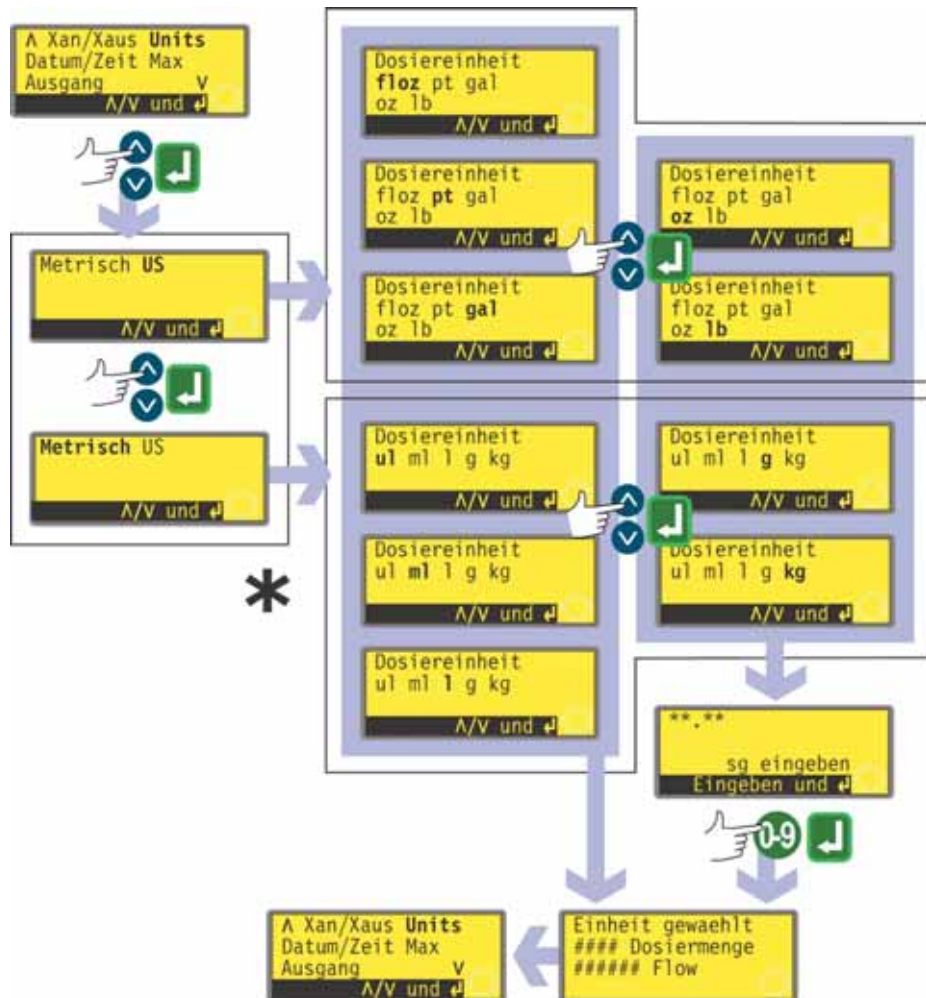 Λ Xan/Xaus Units
Datum/Zeit Max
Ausgang V
Λ/V und ↲
Metrisch US
Λ/V und ↲
Metrisch US
Λ/V und ↲
*
Dosiereinheit
floz pt gal
oz lb
Λ/V und ↲
Dosiereinheit
floz pt gal
oz lb
Λ/V und ↲
Dosiereinheit
floz pt gal
oz lb
Λ/V und ↲
Dosiereinheit
floz pt gal
oz lb
Λ/V und ↲
Dosiereinheit
floz pt gal
oz lb
Λ/V und ↲
Dosiereinheit
ul ml l g kg
Λ/V und ↲
Dosiereinheit
ul ml l g kg
Λ/V und ↲
Dosiereinheit
ul ml l g kg
Λ/V und ↲
Dosiereinheit
ul ml l g kg
Λ/V und ↲
Dosiereinheit
ul ml l g kg
Λ/V und ↲
**.**
sg eingeben
Eingeben und ↲
0-9
Einheit gewaehlt
#### Dosiermenge
###### Flow
Λ Xan/Xaus Units
Datum/Zeit Max
Ausgang V
Λ/V und ↲